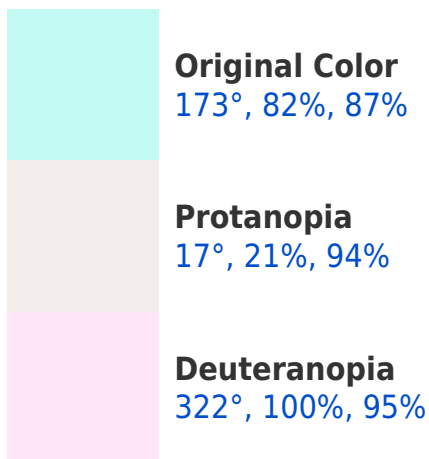 Original Color
173°, 82%, 87%
Protanopia
17°, 21%, 94%
Deuteranopia
322°, 100%, 95%